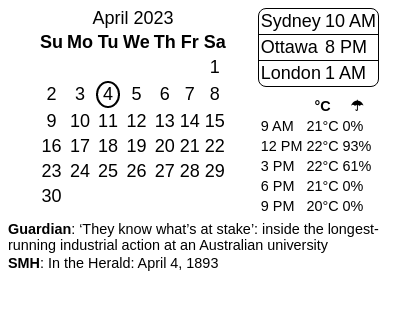 April 2023
Su Mo Tu We Th Fr Sa
1
2 3 4 5 6 7 8
9 10 11 12 13 14 15
16 17 18 19 20 21 22
23 24 25 26 27 28 29
30
Sydney 10 AM
Ottawa 8 PM
London 1 AM
°C ☂
9 AM 21°C 0%
12 PM 22°C 93%
3 PM 22°C 61%
6 PM 21°C 0%
9 PM 20°C 0%
Guardian: ‘They know what’s at stake’: inside the longest-
running industrial action at an Australian university
SMH: In the Herald: April 4, 1893